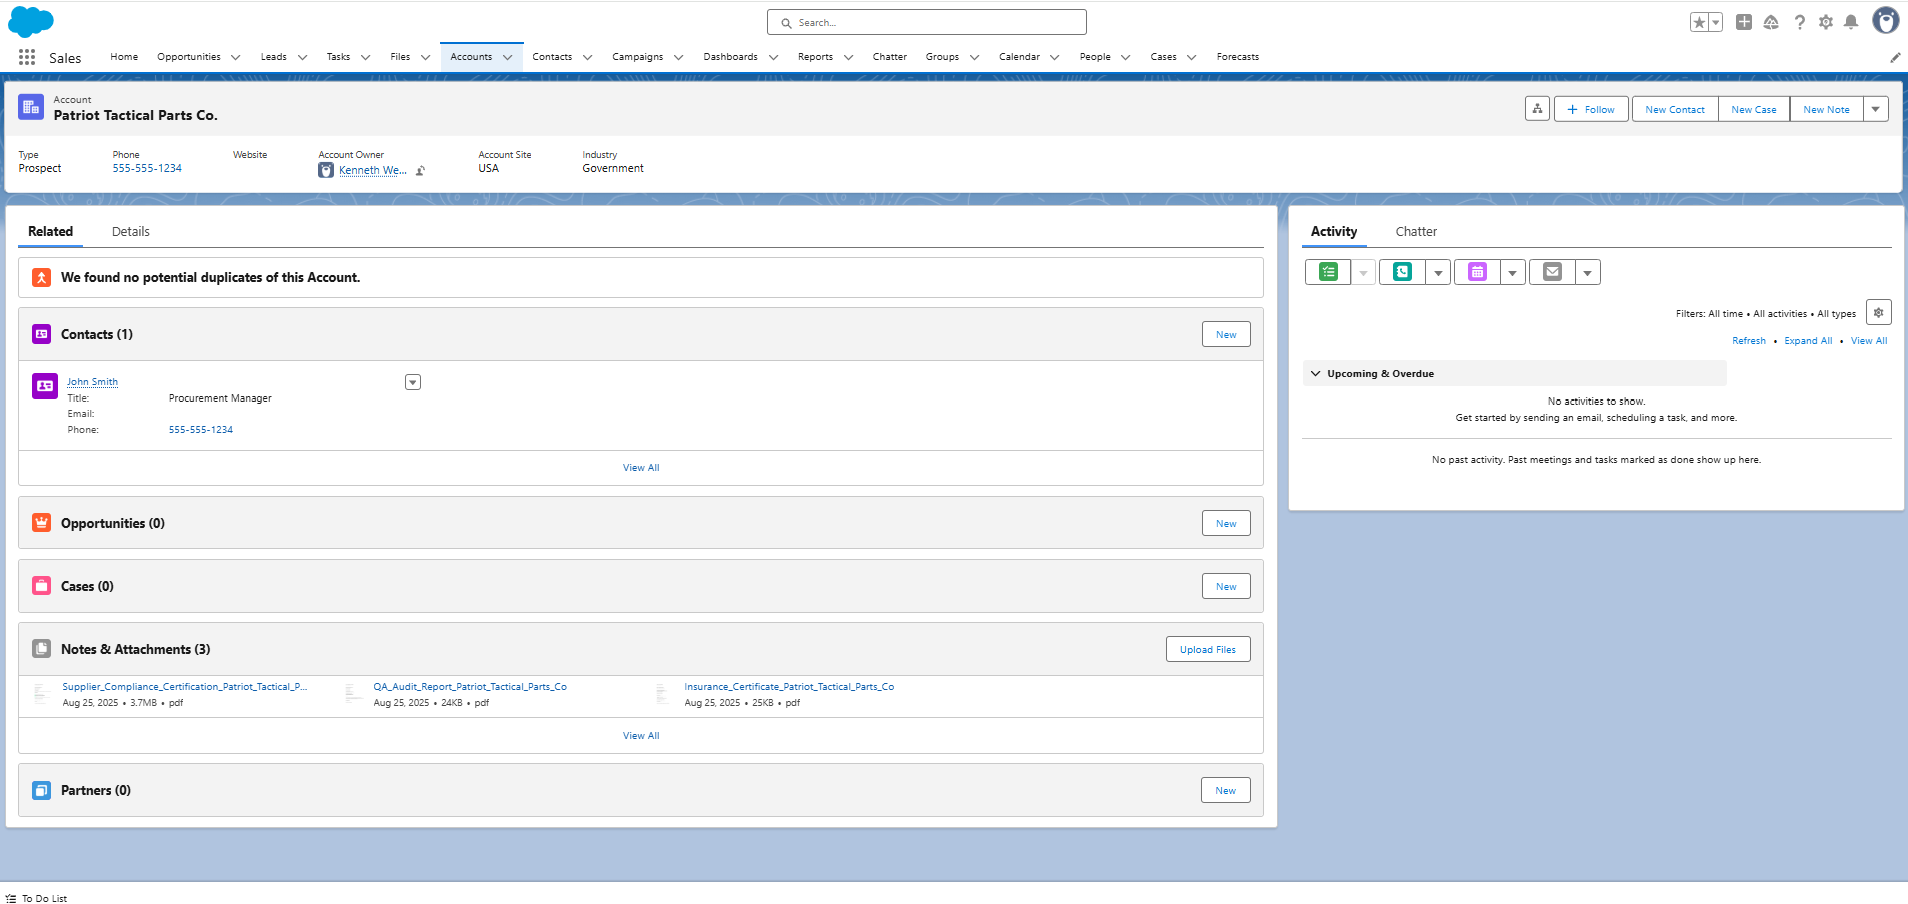 Search...
Sales
Home
Opportunities
Leads
Tasks
Files
Accounts
Contacts
Campaigns
Dashboards
Reports
Chatter
Groups
Calendar
People
Cases
Forecasts
Account
Patriot Tactical Parts Co.
Follow
New Contact
New Case
New Note
Type
Prospect
Phone
555-555-1234
Website
Account Owner
Kenneth We...
Account Site
USA
Industry
Government
Related
Details
We found no potential duplicates of this Account.
Contacts (1)
New
John Smith
Title:
Procurement Manager
Email:
Phone:
555-555-1234
View All
Opportunities (0)
New
Cases (0)
New
Notes & Attachments (3)
Upload Files
Supplier_Compliance_Certification_Patriot_Tactical_P...
Aug 25, 2025 • 3.7MB • pdf
QA_Audit_Report_Patriot_Tactical_Parts_Co
Aug 25, 2025 • 24KB • pdf
Insurance_Certificate_Patriot_Tactical_Parts_Co
Aug 25, 2025 • 25KB • pdf
View All
Partners (0)
New
Activity
Chatter
Filters: All time • All activities • All types
Refresh • Expand All • View All
Upcoming & Overdue
No activities to show.
Get started by sending an email, scheduling a task, and more.
No past activity. Past meetings and tasks marked as done show up here.
To Do List